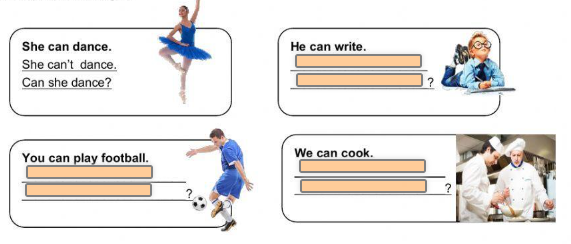 She can dance.
She can't dance.
Can she dance?
He can write.
?
You can play football.
?
We can cook.
?